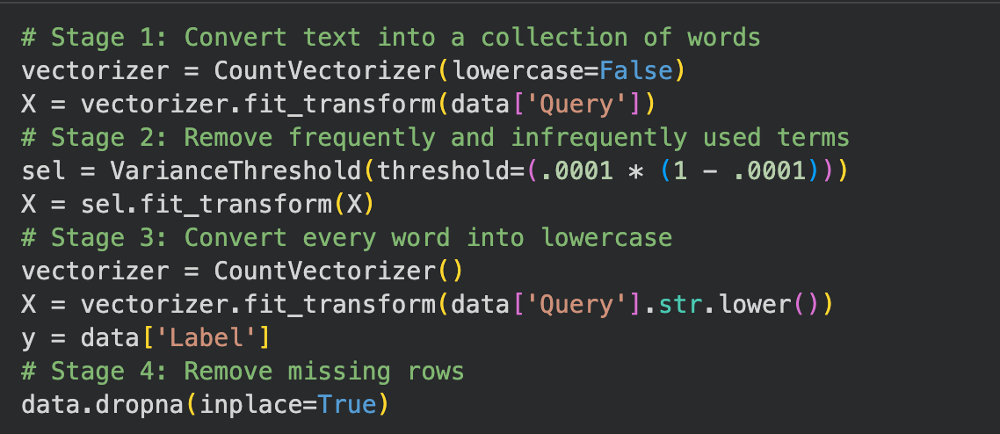 # Stage 1: Convert text into a collection of words
vectorizer = CountVectorizer(lowercase=False)
X = vectorizer.fit_transform(data['Query'])
# Stage 2: Remove frequently and infrequently used terms
sel = VarianceThreshold(threshold=(.0001 * (1 - .0001)))
X = sel.fit_transform(X)
# Stage 3: Convert every word into lowercase
vectorizer = CountVectorizer()
X = vectorizer.fit_transform(data['Query'].str.lower())
y = data['Label']
# Stage 4: Remove missing rows
data.dropna(inplace=True)